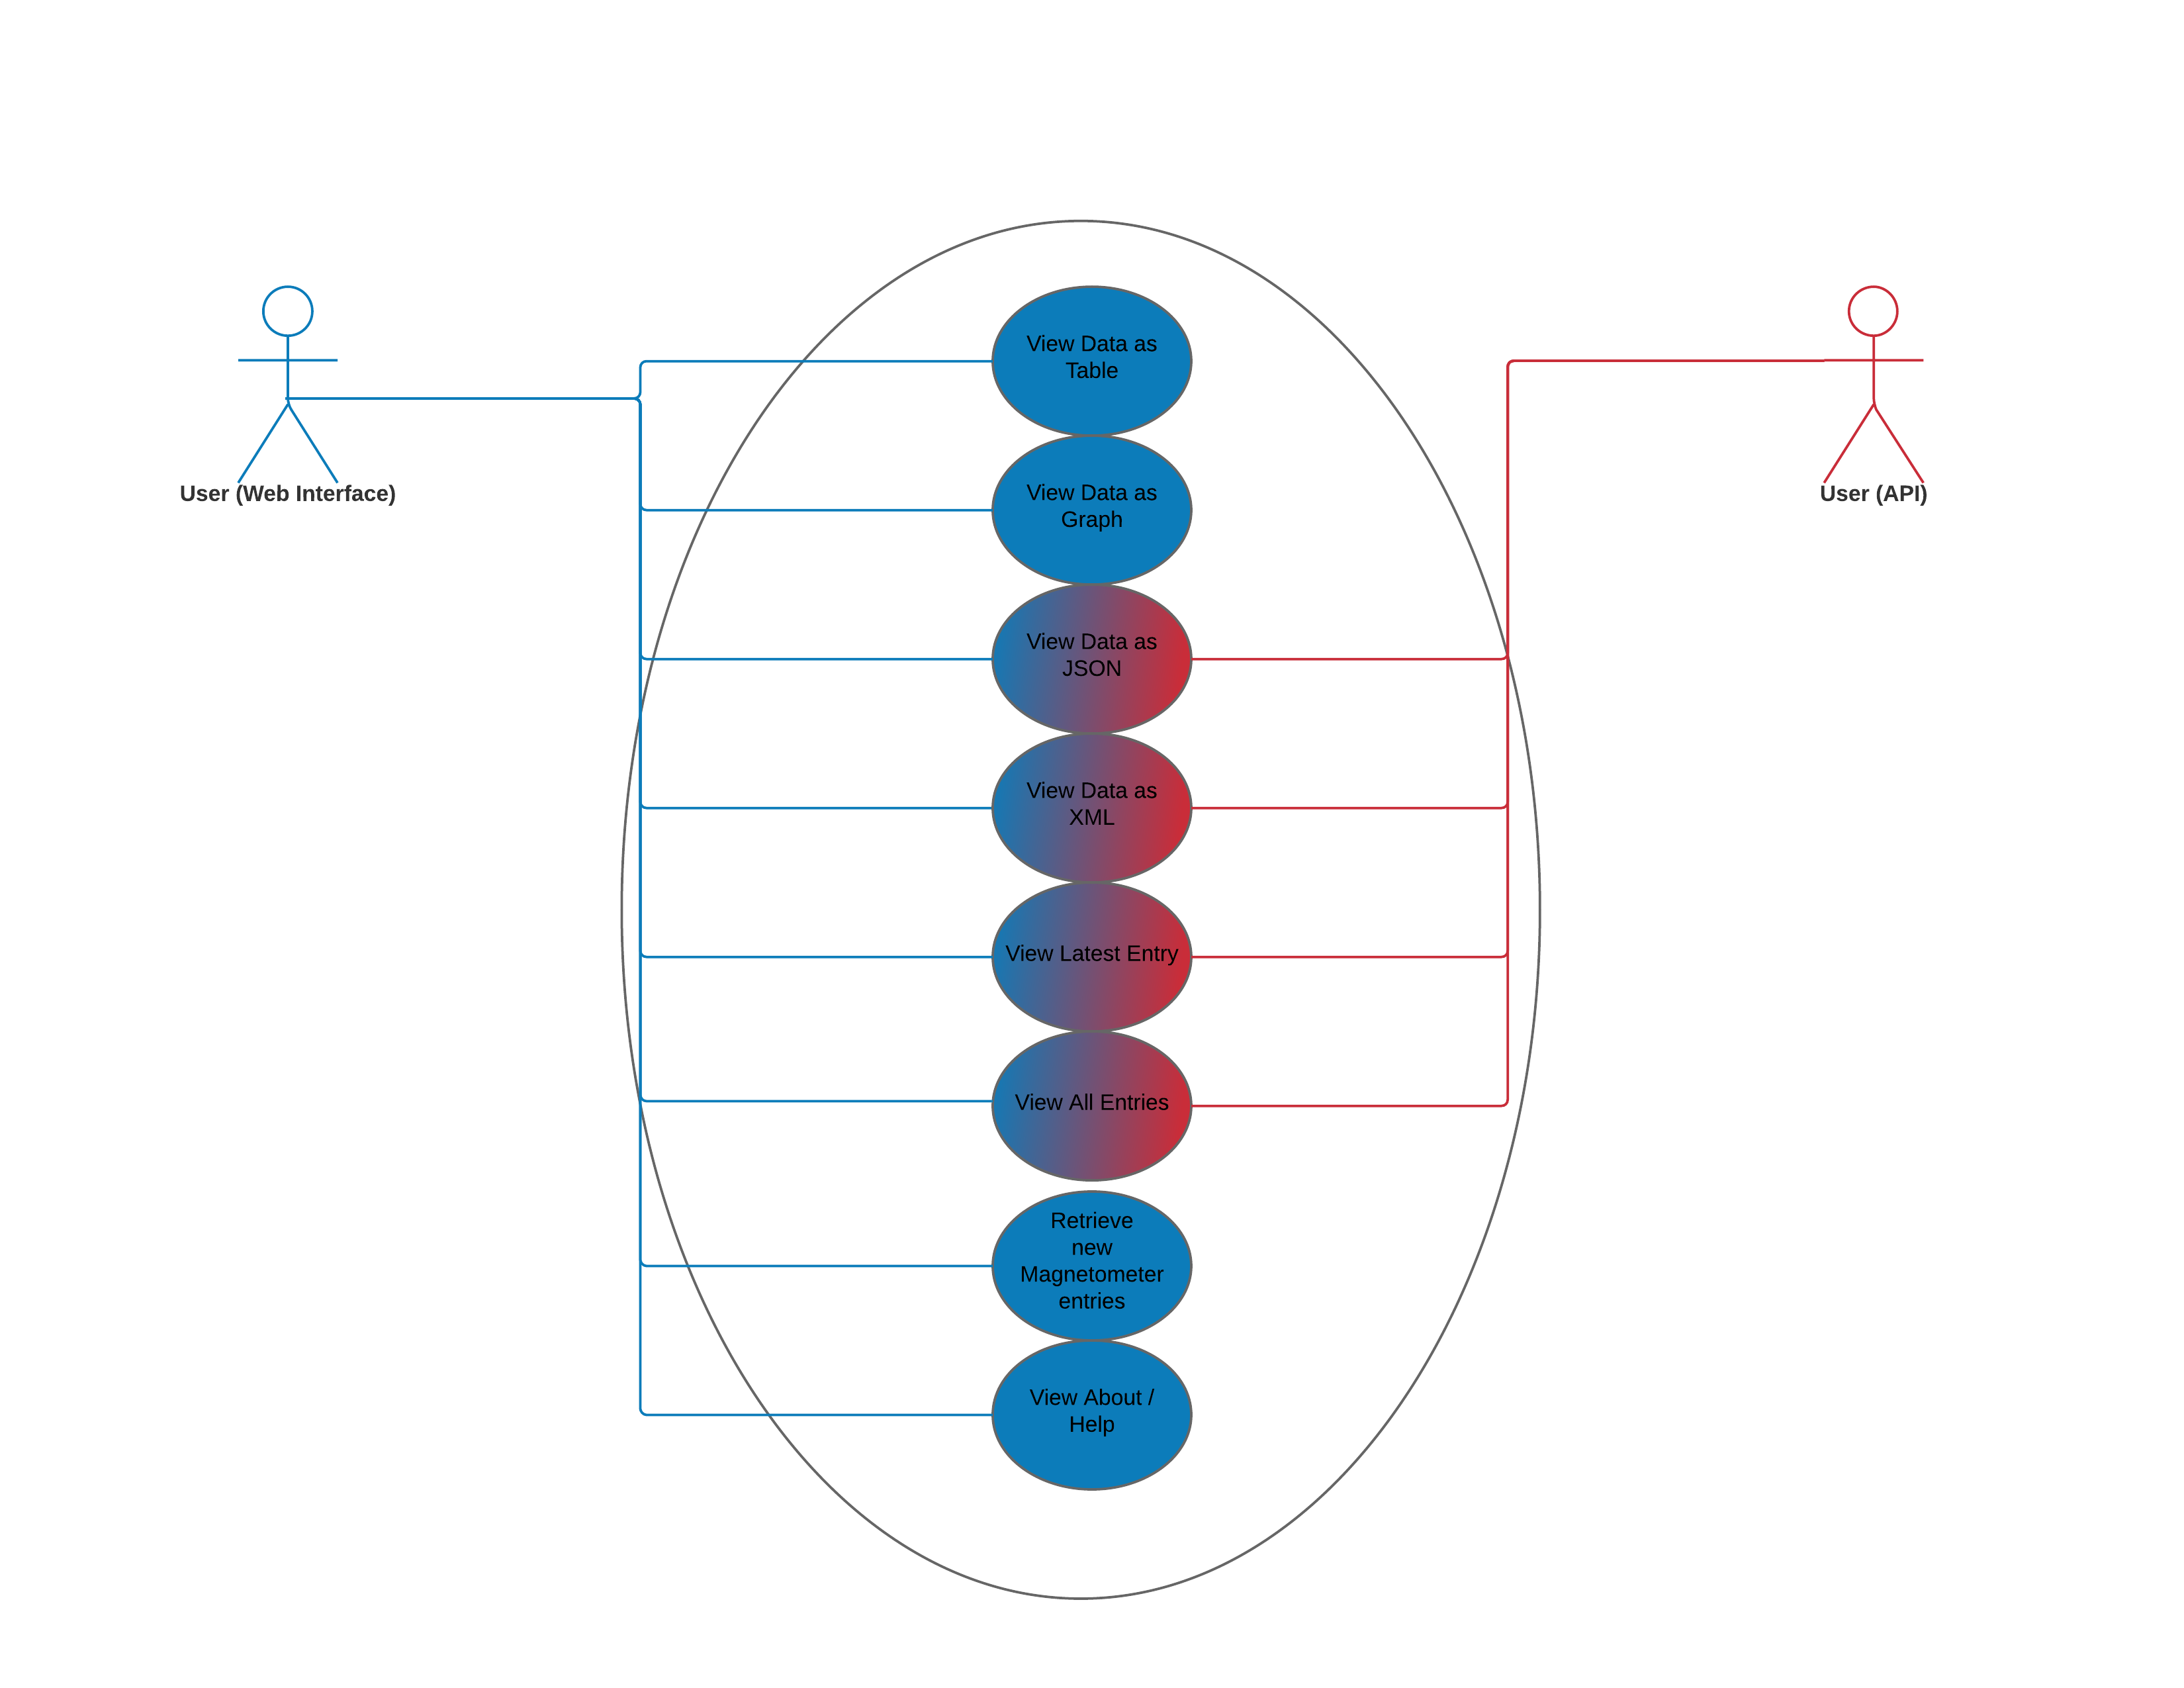 User (Web Interface)
User (API)
View Data as
Table
View Data as
Graph
View Data as
JSON
View Data as
XML
View Latest Entry
View All Entries
Retrieve
new
Magnetometer
entries
View About /
Help